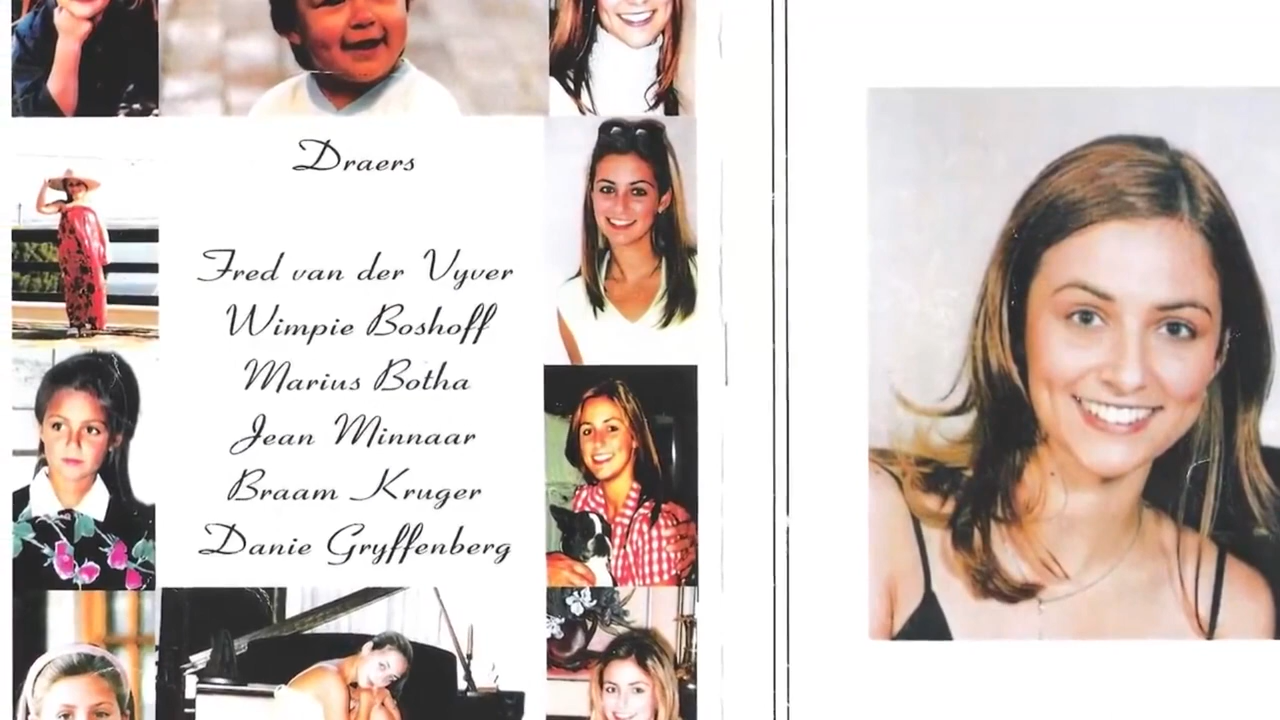 Draers
Fred van der Vyver
Wimpie Boshoff
Marius Botha
Jean Minnaar
Braam Kruger
Danie Gryffenberg